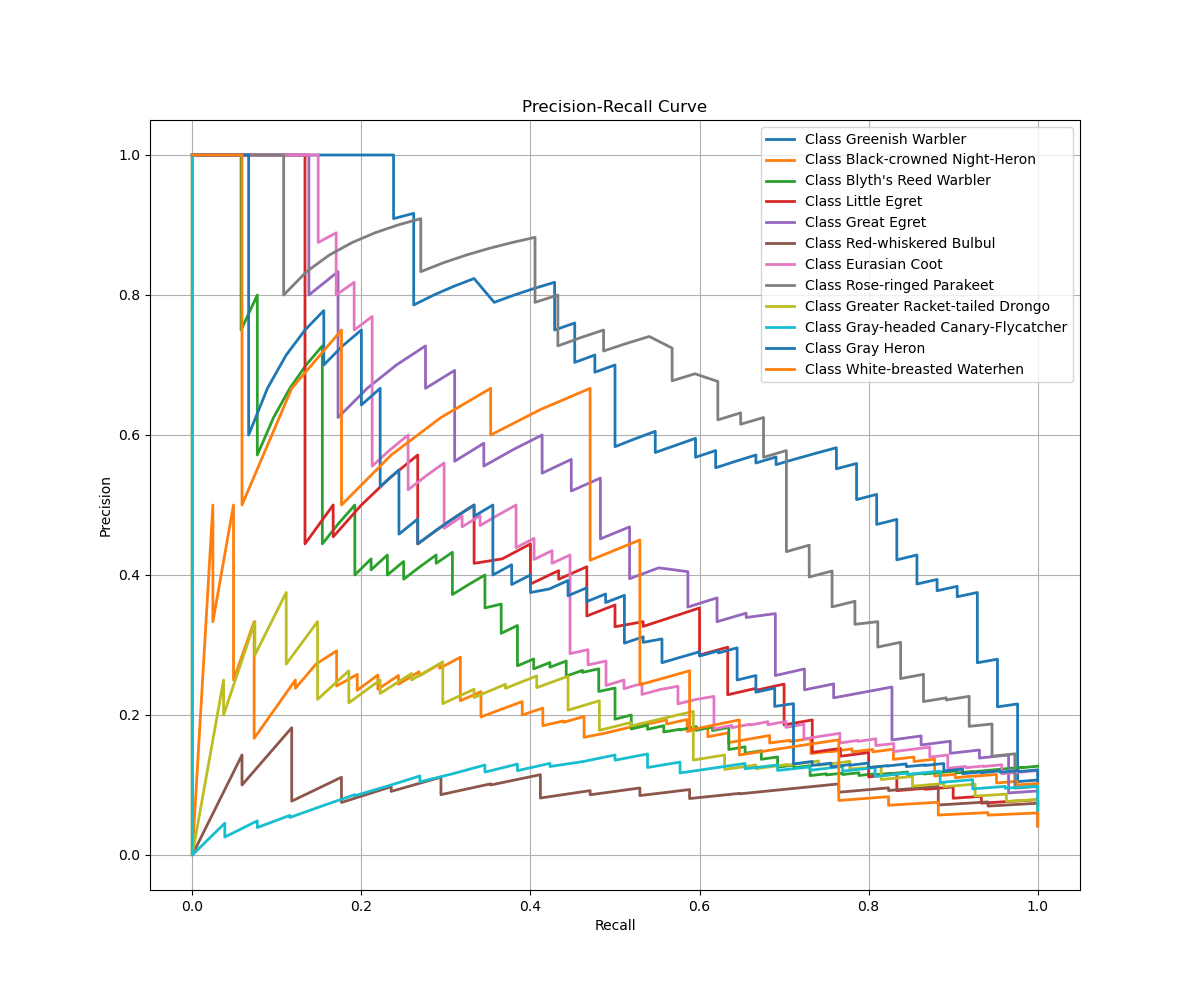 Precision-Recall Curve
Class Greenish Warbler
Class Black-crowned Night-Heron
Class Blyth's Reed Warbler
Class Little Egret
Class Great Egret
Class Red-whiskered Bulbul
Class Eurasian Coot
Class Rose-ringed Parakeet
Class Greater Racket-tailed Drongo
Class Gray-headed Canary-Flycatcher
Class Gray Heron
Class White-breasted Waterhen
1.0
0.8
0.6
0.4
0.2
0.0
Precision
0.0 0.2 0.4 0.6 0.8 1.0
Recall